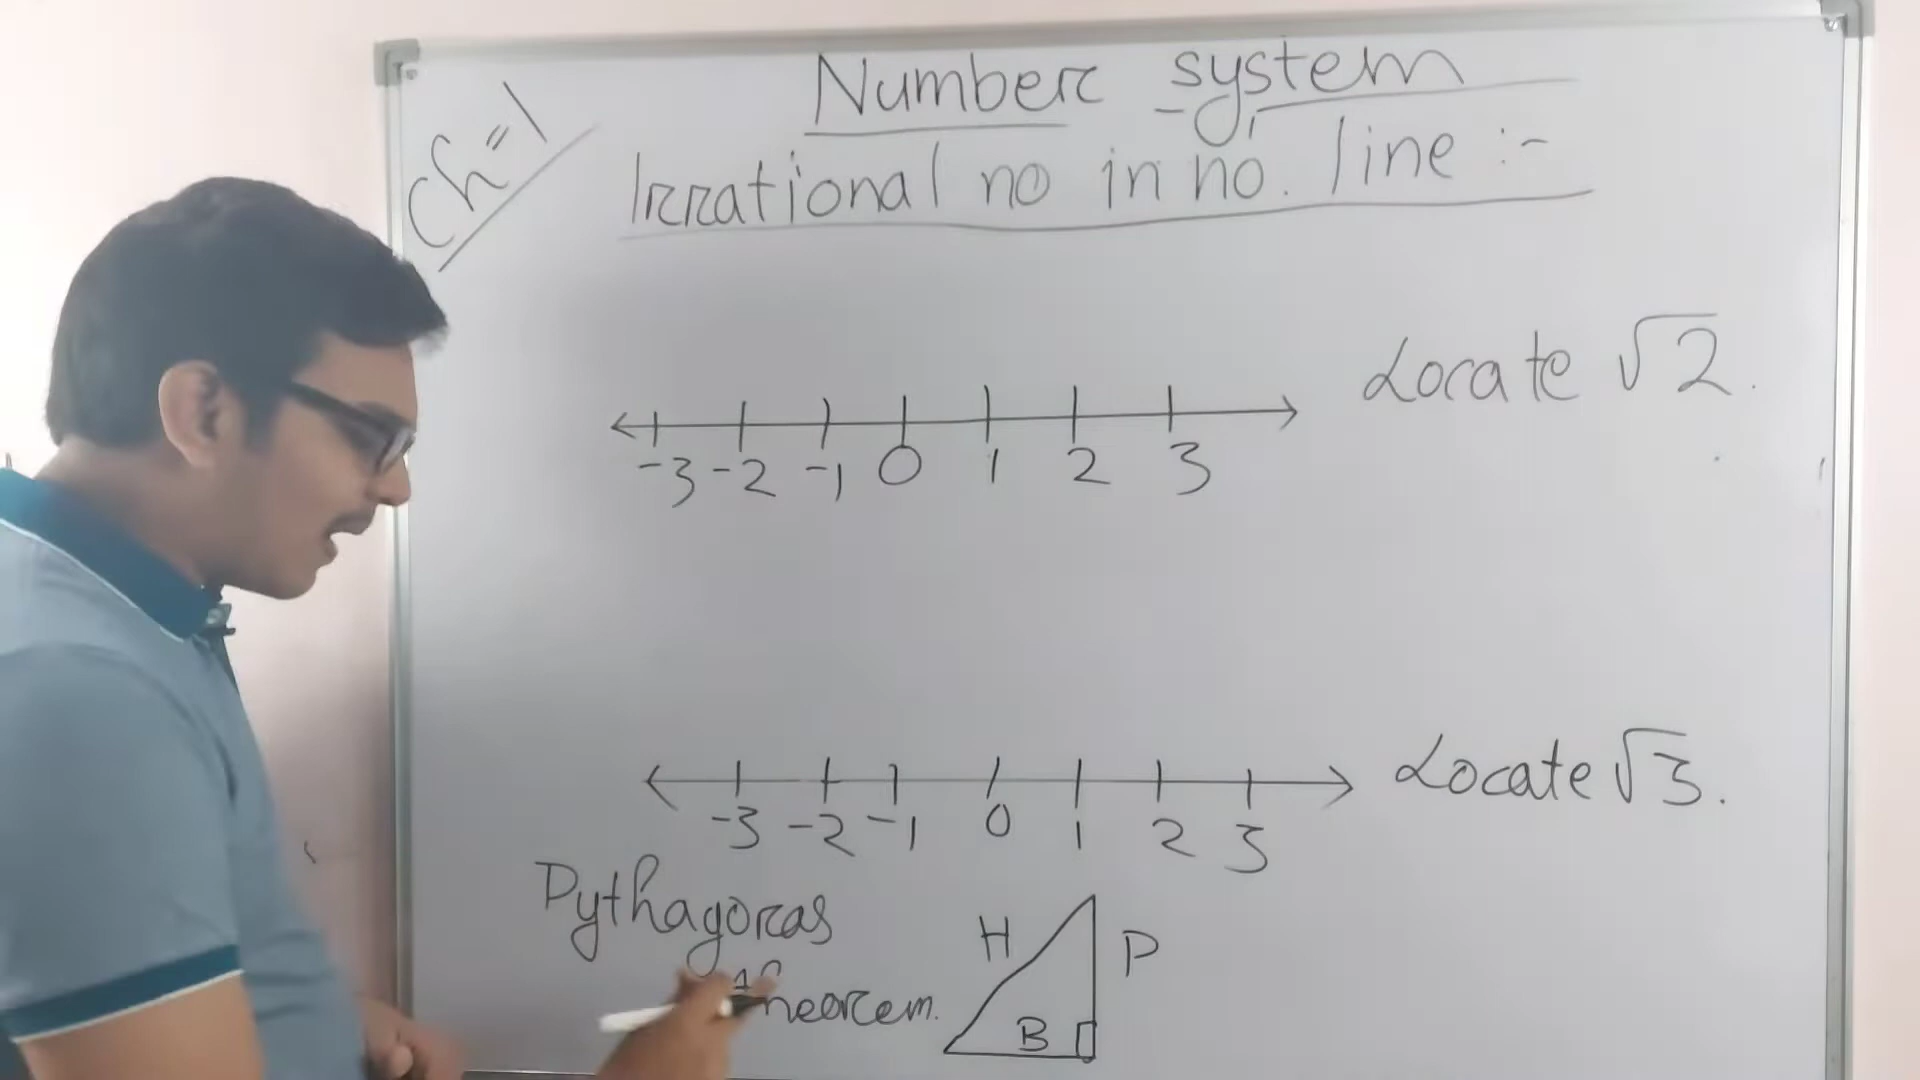 Ch=1
Number system
Irrational no in no. line :-
Locate √2.
-3 -2 -1 0 1 2 3
Locate √3.
-3 -2 -1 0 1 2 3
Pythagoras
theorem.
H P
B